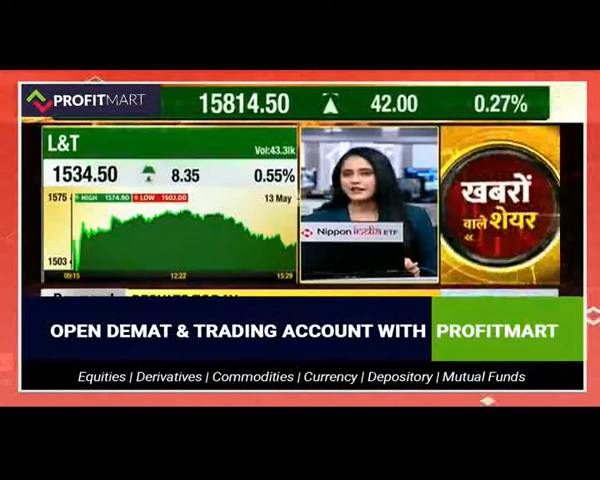 PROFITMART
15814.50 42.00 0.27%
L&T
Vol:43.3lk
1534.50 8.35 0.55%
1575 HIGH 1574.80 LOW 1502.00 13 May
1503
09:15 12:22 15:29
Nippon india ETF
खबरों
वाले शेयर
RESULTS TODAY
OPEN DEMAT & TRADING ACCOUNT WITH PROFITMART
Equities | Derivatives | Commodities | Currency | Depository | Mutual Funds